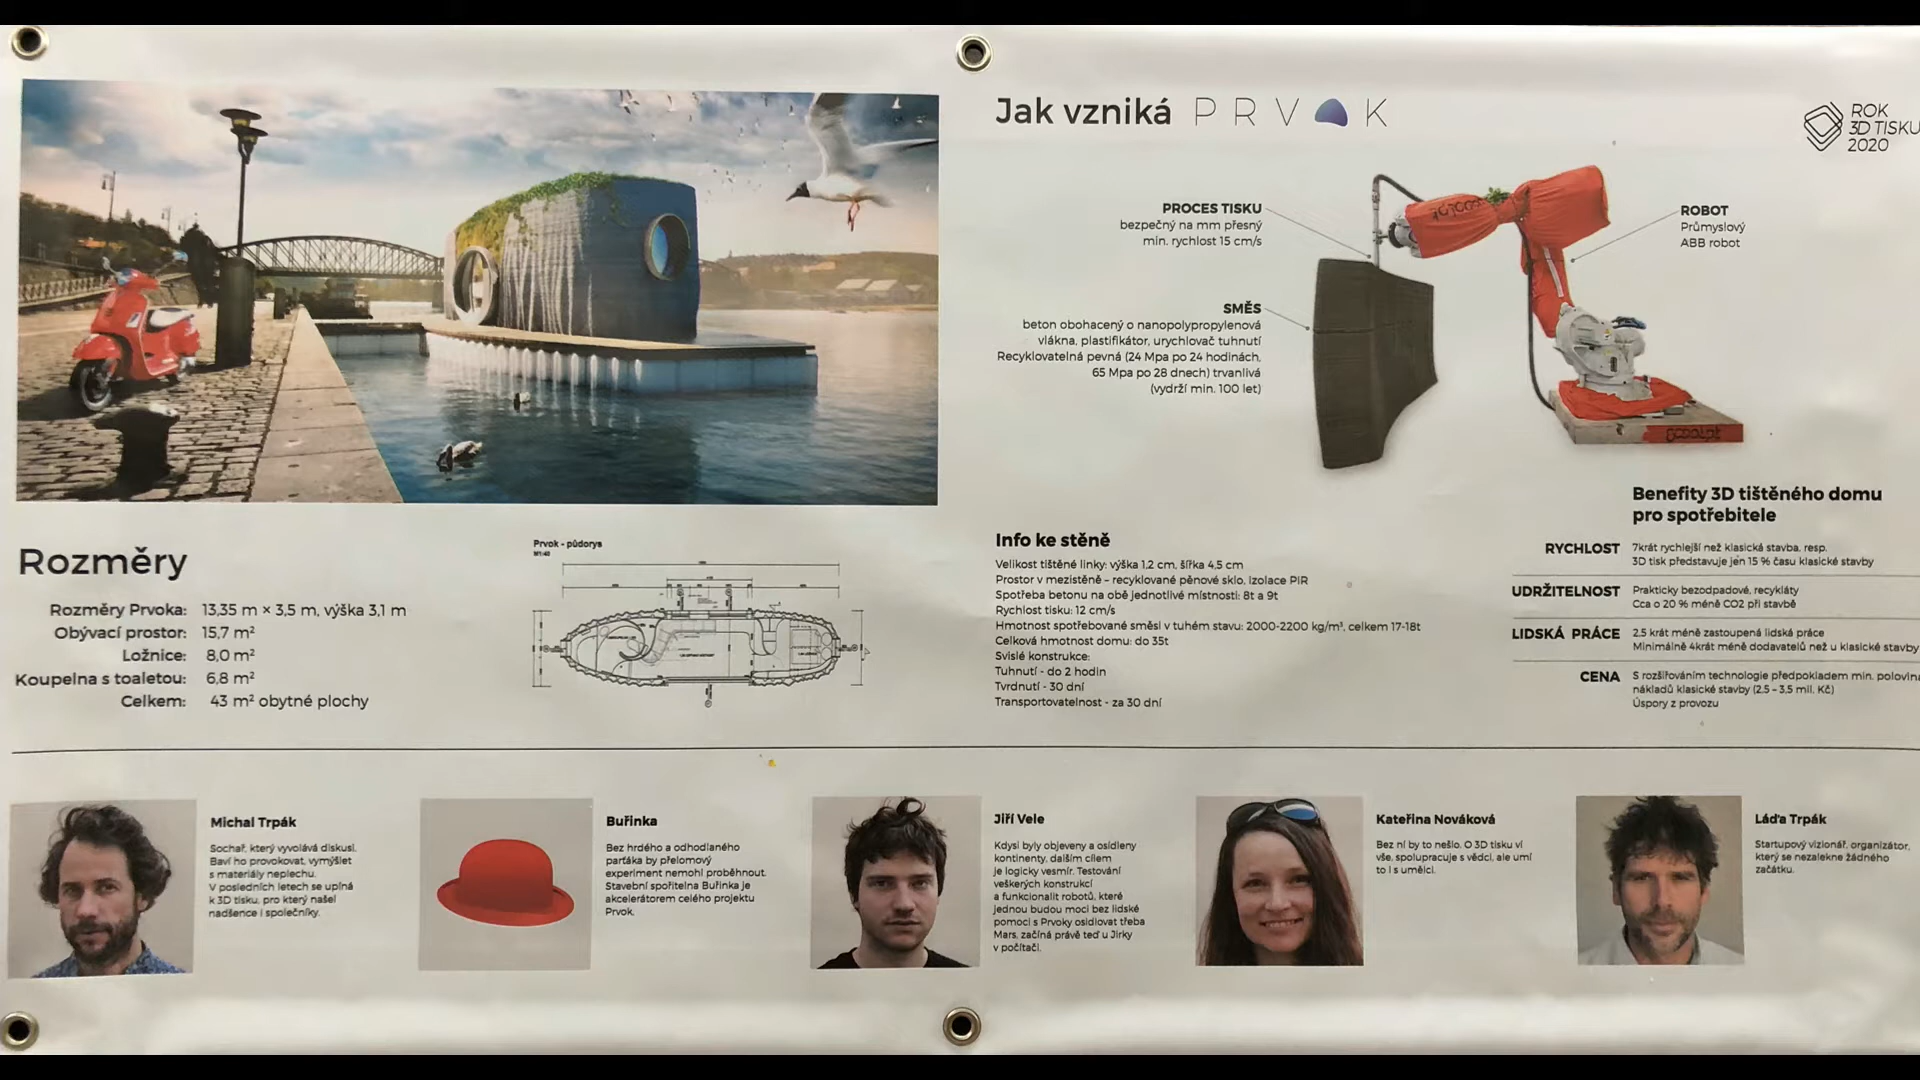 Jak vzniká PRVOK
ROK
3D TISKU
2020
PROCES TISKU
bezpečný na mm přesný
min. rychlost 15 cm/s
ROBOT
Průmyslový
ABB robot
SMĚS
beton obohacený o nanopolypropylenová
vlákna, plastifikátor, urychlovač tuhnutí
Recyklovatelná pevná (24 Mpa po 24 hodinách,
65 Mpa po 28 dnech) trvanlivá
(vydrží min. 100 let)
Rozměry
Rozměry Prvoka: 13,35 m × 3,5 m, výška 3,1 m
Obývací prostor: 15,7 m²
Ložnice: 8,0 m²
Koupelna s toaletou: 6,8 m²
Celkem: 43 m² obytné plochy
Prvok - půdorys
Info ke stěně
Velikost tištěné linky: výška 1,2 cm, šířka 4,5 cm
Prostor v mezistěně – recyklované pěnové sklo, izolace PIR
Spotřeba betonu na obě jednotlivé místnosti: 8t a 9t
Rychlost tisku: 12 cm/s
Hmotnost spotřebované směsi v tuhém stavu: 2000-2200 kg/m³, celkem 17-18t
Celková hmotnost domu: do 35t
Svislé konstrukce:
Tuhnutí - do 2 hodin
Tvrdnutí - 30 dní
Transportovatelnost - za 30 dní
Benefity 3D tištěného domu
pro spotřebitele
RYCHLOST
7krát rychlejší než klasická stavba, resp.
3D tisk představuje jen 15 % času klasické stavby
UDRŽITELNOST
Prakticky bezodpadové, recykláty
Cca o 20 % méně CO2 při stavbě
LIDSKÁ PRÁCE
2,5 krát méně zastoupená lidská práce
Minimálně 4krát méně dodavatelů než u klasické stavby
CENA
S rozšiřováním technologie předpokladem min. polovina
nákladů klasické stavby (2,5 – 3,5 mil. Kč)
Úspory z provozu
Michal Trpák
Sochař, který vyvolává diskusi.
Baví ho provokovat, vymýšlet
s materiály neplechu.
V posledních letech se upíná
k 3D tisku, pro který našel
nadšence i společníky.
Buřinka
Bez hrdého a odhodlaného
parťáka by přelomový
experiment nemohl proběhnout.
Stavební spořitelna Buřinka je
akcelerátorem celého projektu
Prvok.
Jiří Vele
Kdysi byly objeveny a osídleny
kontinenty, dalším cílem
je logicky vesmír. Testování
veškerých konstrukcí
a funkcionalit robotů, které
jednou budou moci bez lidské
pomoci s Prvoky osidlovat třeba
Mars, začíná právě teď u Jirky
v počítači.
Kateřina Nováková
Bez ní by to nešlo. O 3D tisku ví
vše, spolupracuje s vědci, ale umí
to i s umělci.
Láďa Trpák
Startupový vizionář, organizátor,
který se nezalekne žádného
začátku.